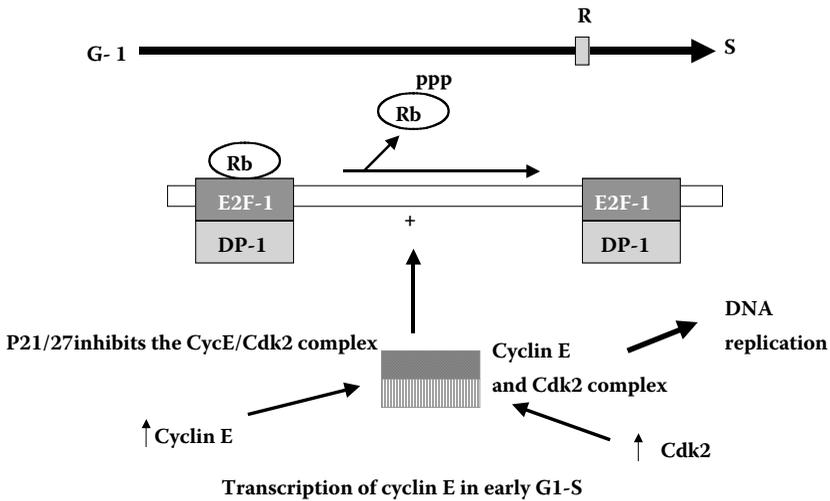 R
G- 1
S
ppp
Rb
Rb
E2F-1
E2F-1
+
DP-1
DP-1
DNA
replication
P21/27inhibits the CycE/Cdk2 complex
Cyclin E
and Cdk2 complex
Cyclin E
Cdk2
Transcription of cyclin E in early G1-S